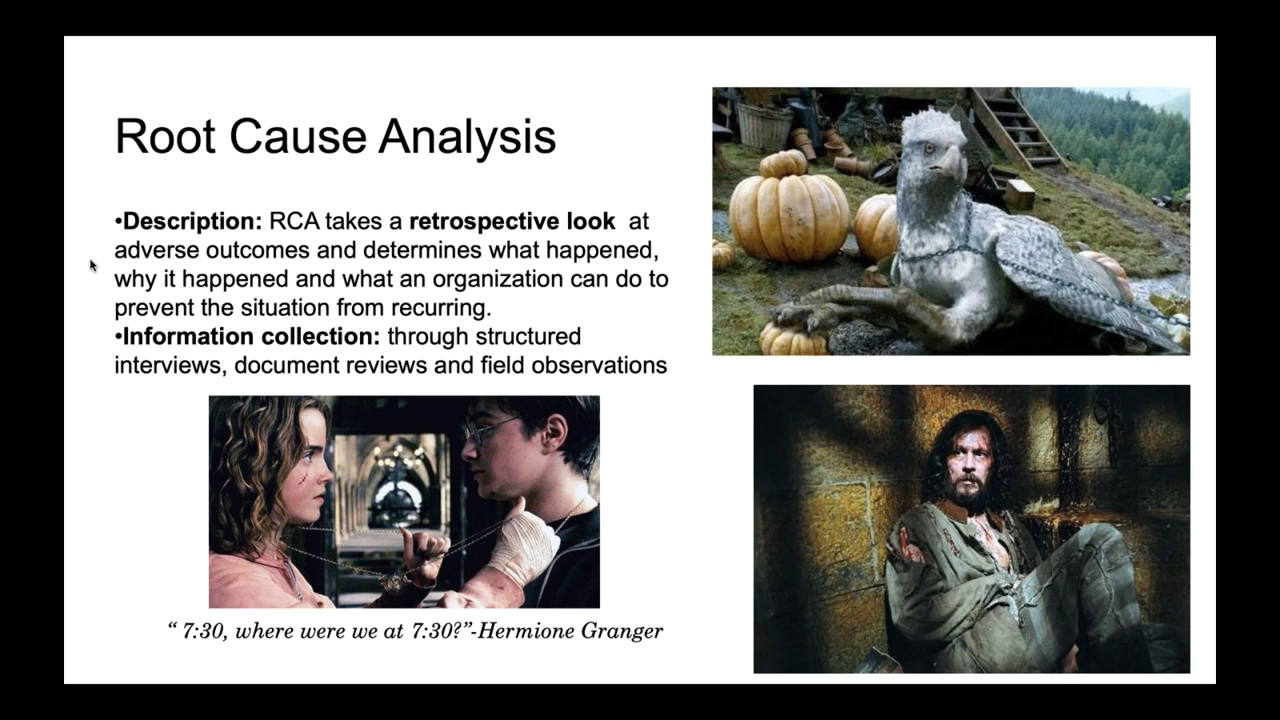 Root Cause Analysis
•Description: RCA takes a retrospective look  at
adverse outcomes and determines what happened,
why it happened and what an organization can do to
prevent the situation from recurring.
•Information collection: through structured
interviews, document reviews and field observations
“ 7:30, where were we at 7:30?”-Hermione Granger